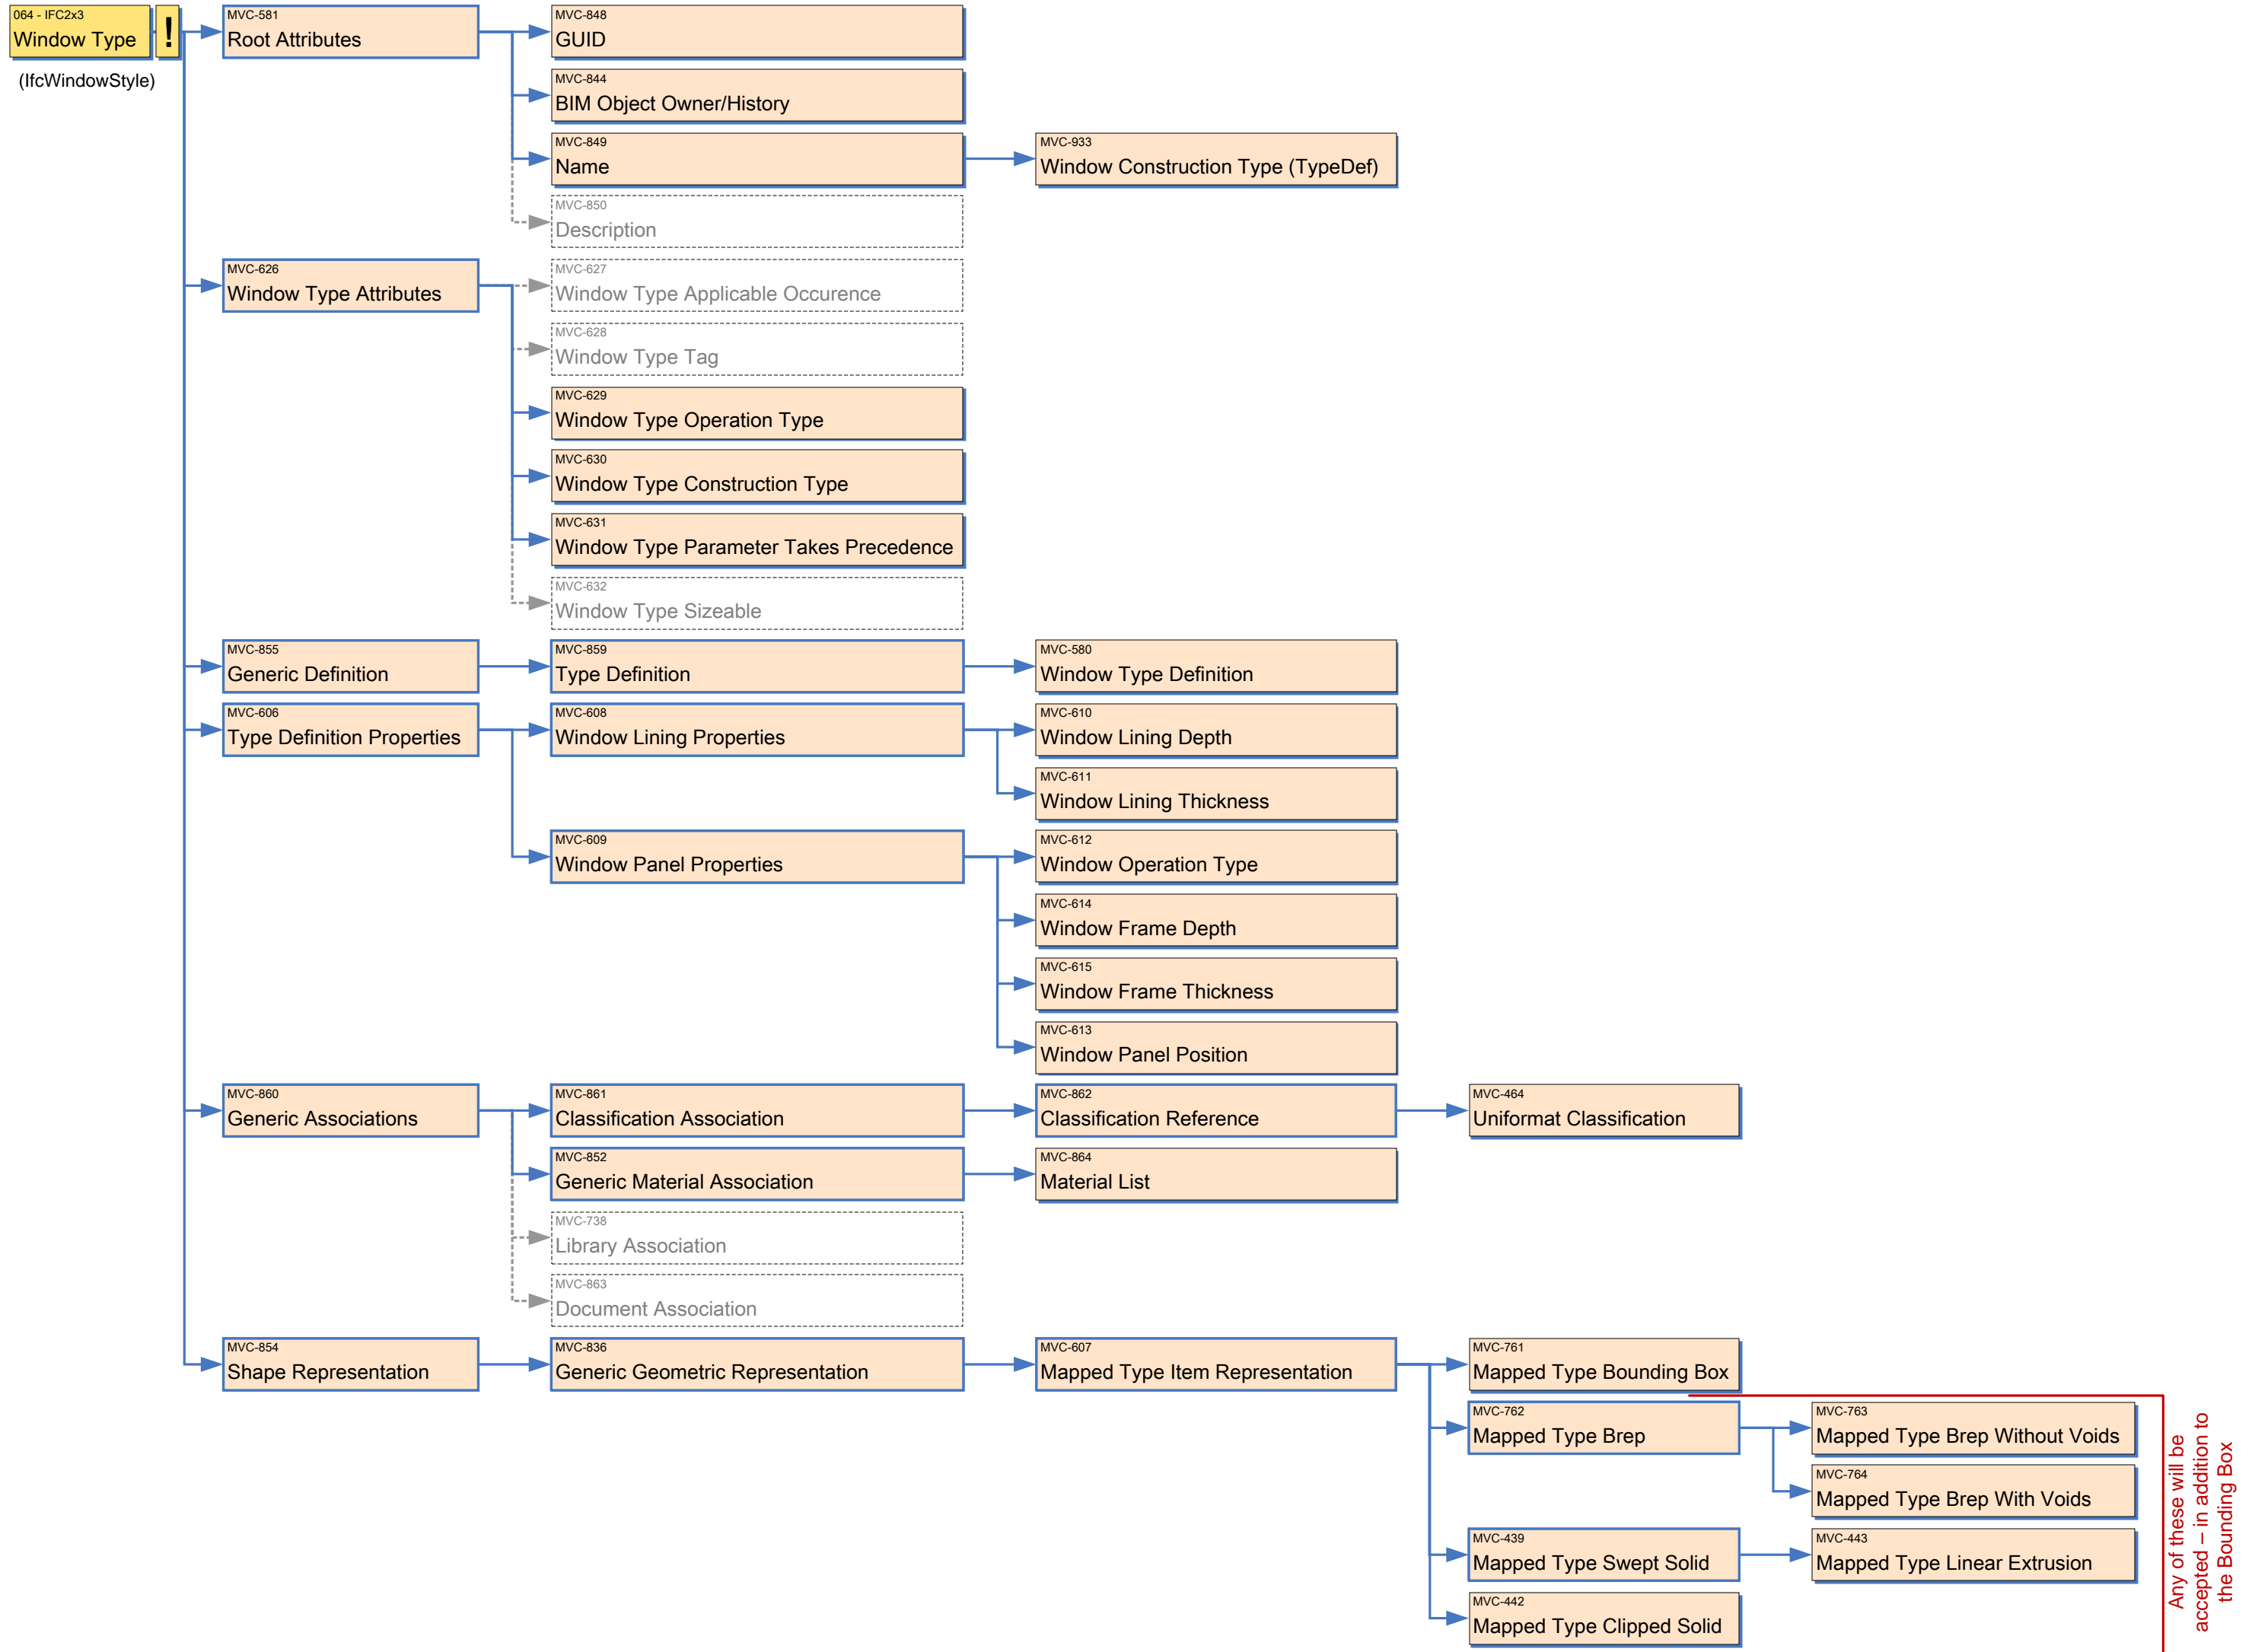 064 - IFC2x3
Window Type
!
(IfcWindowStyle)
MVC-581
Root Attributes
MVC-848
GUID
MVC-844
BIM Object Owner/History
MVC-849
Name
MVC-933
Window Construction Type (TypeDef)
MVC-850
Description
MVC-626
Window Type Attributes
MVC-627
Window Type Applicable Occurence
MVC-628
Window Type Tag
MVC-629
Window Type Operation Type
MVC-630
Window Type Construction Type
MVC-631
Window Type Parameter Takes Precedence
MVC-632
Window Type Sizeable
MVC-855
Generic Definition
MVC-859
Type Definition
MVC-580
Window Type Definition
MVC-606
Type Definition Properties
MVC-608
Window Lining Properties
MVC-610
Window Lining Depth
MVC-611
Window Lining Thickness
MVC-609
Window Panel Properties
MVC-612
Window Operation Type
MVC-614
Window Frame Depth
MVC-615
Window Frame Thickness
MVC-613
Window Panel Position
MVC-860
Generic Associations
MVC-861
Classification Association
MVC-862
Classification Reference
MVC-464
Uniformat Classification
MVC-852
Generic Material Association
MVC-864
Material List
MVC-738
Library Association
MVC-863
Document Association
MVC-854
Shape Representation
MVC-836
Generic Geometric Representation
MVC-607
Mapped Type Item Representation
MVC-761
Mapped Type Bounding Box
MVC-762
Mapped Type Brep
MVC-763
Mapped Type Brep Without Voids
MVC-764
Mapped Type Brep With Voids
MVC-439
Mapped Type Swept Solid
MVC-443
Mapped Type Linear Extrusion
MVC-442
Mapped Type Clipped Solid
Any of these will be
accepted – in addition to
the Bounding Box